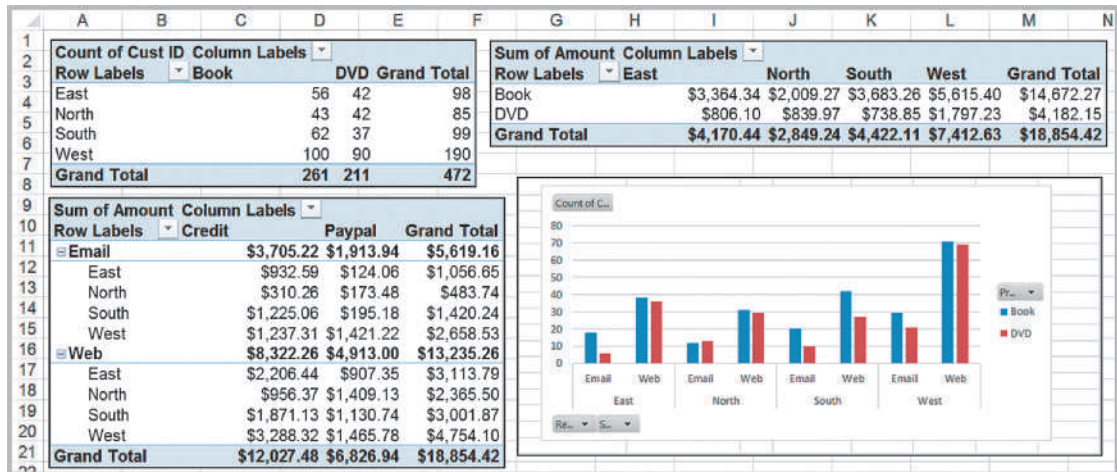 A B C D E F G H I J K L M N
1
2
3
4
5
6
7
8
9
10
11
12
13
14
15
16
17
18
19
20
21
22
Count of Cust ID Column Labels
Row Labels Book DVD Grand Total
East 56 42 98
North 43 42 85
South 62 37 99
West 100 90 190
Grand Total 261 211 472
Sum of Amount Column Labels
Row Labels East North South West Grand Total
Book $3,364.34 $2,009.27 $3,683.26 $5,615.40 $14,672.27
DVD $806.10 $839.97 $738.85 $1,797.23 $4,182.15
Grand Total $4,170.44 $2,849.24 $4,422.11 $7,412.63 $18,854.42
Sum of Amount Column Labels
Row Labels Credit Paypal Grand Total
Email $3,705.22 $1,913.94 $5,619.16
East $932.59 $124.06 $1,056.65
North $310.26 $173.48 $483.74
South $1,225.06 $195.18 $1,420.24
West $1,237.31 $1,421.22 $2,658.53
Web $8,322.26 $4,913.00 $13,235.26
East $2,206.44 $907.35 $3,113.79
North $956.37 $1,409.13 $2,365.50
South $1,871.13 $1,130.74 $3,001.87
West $3,288.32 $1,465.78 $4,754.10
Grand Total $12,027.48 $6,826.94 $18,854.42
Count of C...
80
70
60
50
40
30
20
10
0
Email Web Email Web Email Web Email Web
East North South West
Pr...
Book
DVD
Re... S...